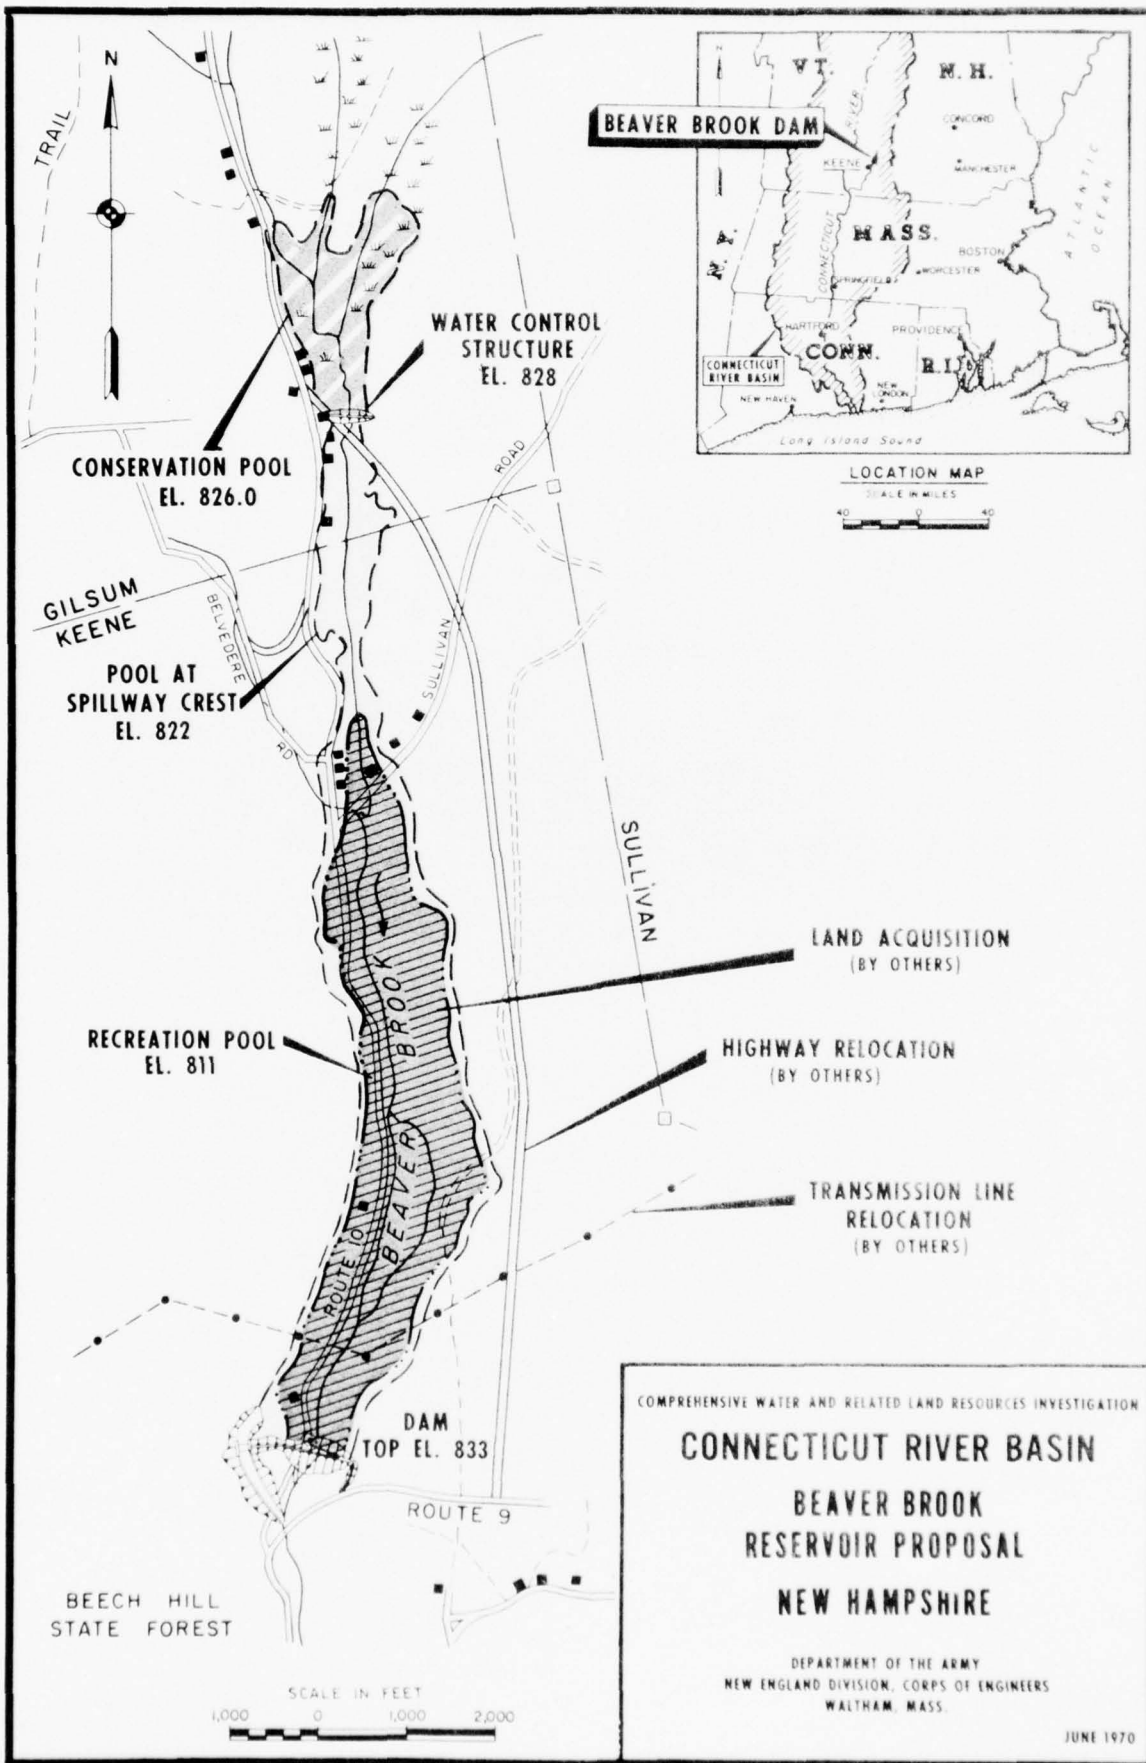 N
TRAIL
BEAVER BROOK DAM
VT.
N.H.
RIVER
CONCORD
KEENE
MANCHESTER
ATLANTIC
OCEAN
MASS.
CONNECTICUT
BOSTON
SPRINGFIELD
WORCESTER
HARTFORD
PROVIDENCE
CONN.
R.I.
CONNECTICUT
RIVER BASIN
NEW HAVEN
NEW
LONDON
Long Island Sound
LOCATION MAP
SCALE IN MILES
40 0 40
WATER CONTROL
STRUCTURE
EL. 828
CONSERVATION POOL
EL. 826.0
ROAD
GILSUM
KEENE
BELVEDERE
RD
SULLIVAN
POOL AT
SPILLWAY CREST
EL. 822
SULLIVAN
LAND ACQUISITION
(BY OTHERS)
BEAVER BROOK
RECREATION POOL
EL. 811
HIGHWAY RELOCATION
(BY OTHERS)
TRANSMISSION LINE
RELOCATION
(BY OTHERS)
ROUTE 10
DAM
TOP EL. 833
ROUTE 9
BEECH HILL
STATE FOREST
SCALE IN FEET
1,000 0 1,000 2,000
COMPREHENSIVE WATER AND RELATED LAND RESOURCES INVESTIGATION
CONNECTICUT RIVER BASIN
BEAVER BROOK
RESERVOIR PROPOSAL
NEW HAMPSHIRE
DEPARTMENT OF THE ARMY
NEW ENGLAND DIVISION, CORPS OF ENGINEERS
WALTHAM, MASS.
JUNE 1970